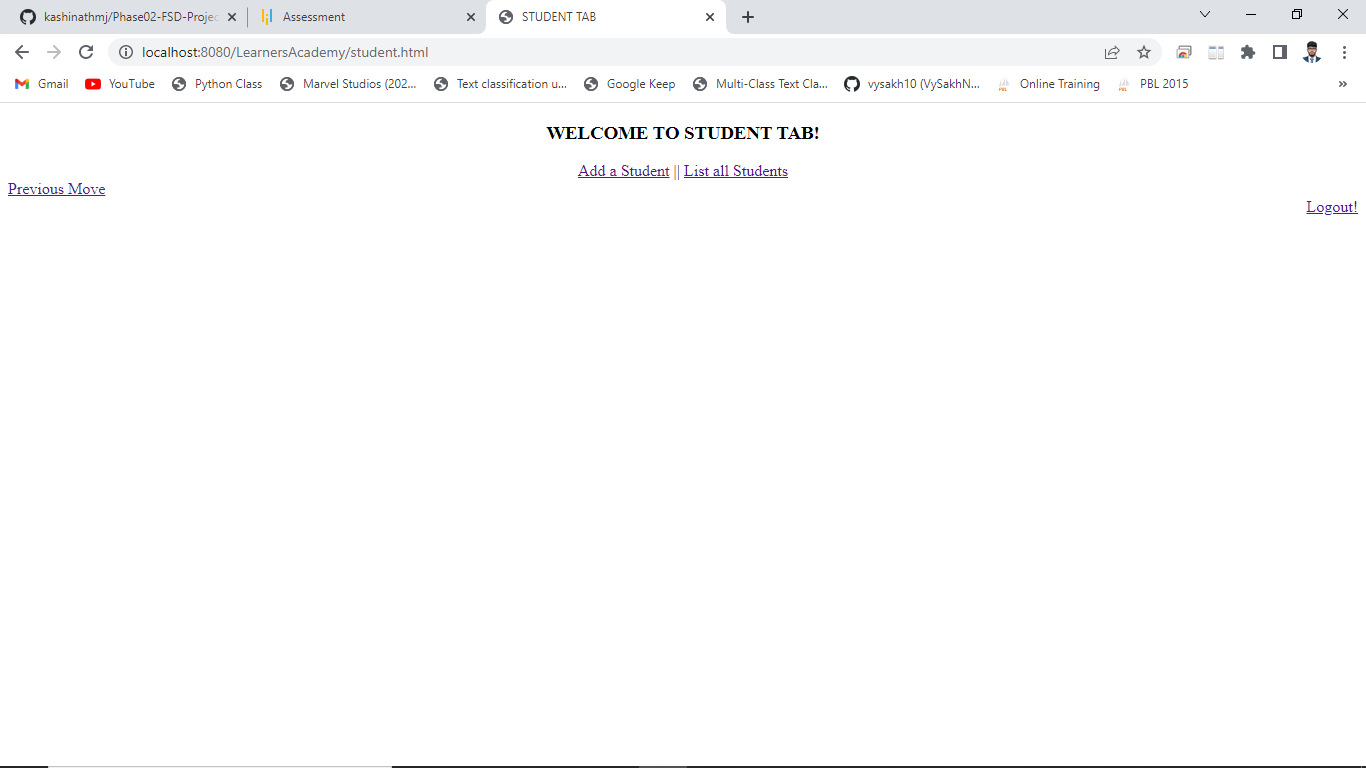 kashinathmj/Phase02-FSD-Projec
Assessment
STUDENT TAB
localhost:8080/LearnersAcademy/student.html
Gmail
YouTube
Python Class
Marvel Studios (202...
Text classification u...
Google Keep
Multi-Class Text Cla...
vysakh10 (VySakhN...
Online Training
PBL 2015
WELCOME TO STUDENT TAB!
Add a Student || List all Students
Previous Move
Logout!